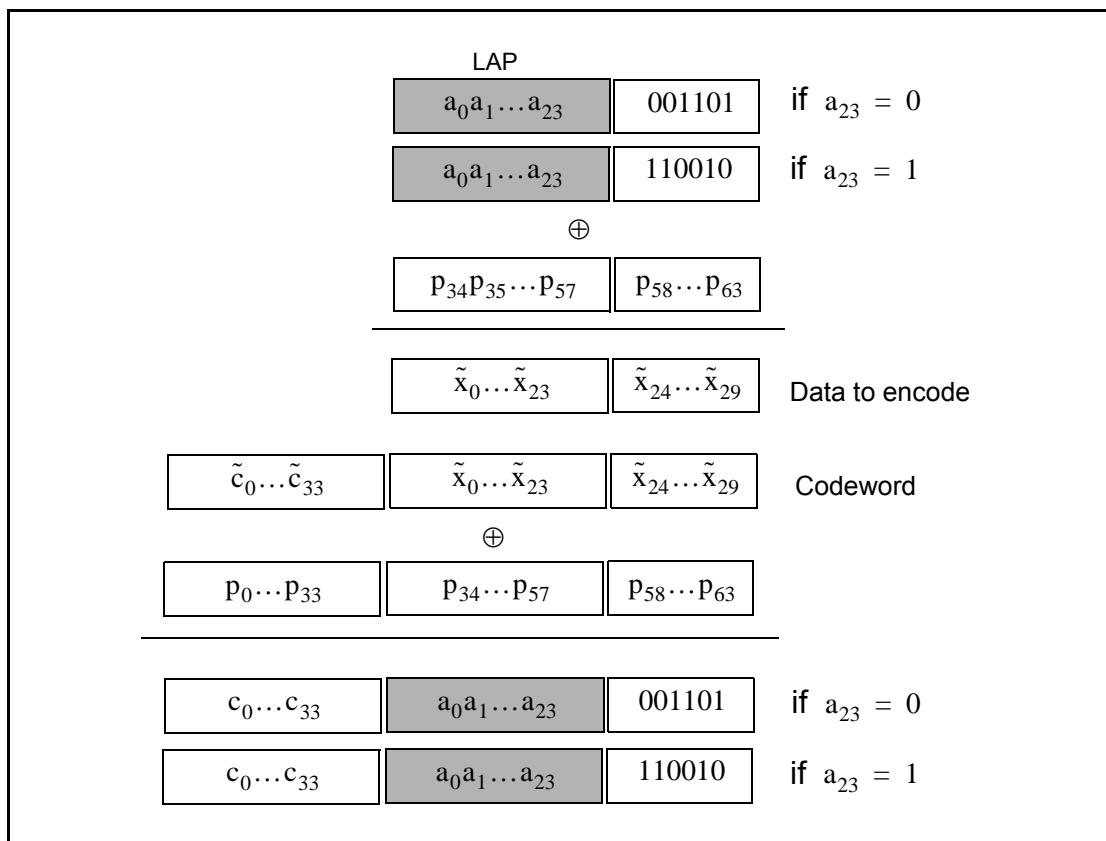 LAP
a₀a₁…a₂₃ 001101 if a₂₃ = 0
a₀a₁…a₂₃ 110010 if a₂₃ = 1
⊕
p₃₄p₃₅…p₅₇ p₅₈…p₆₃
x̃₀…x̃₂₃ x̃₂₄…x̃₂₉ Data to encode
c̃₀…c̃₃₃ x̃₀…x̃₂₃ x̃₂₄…x̃₂₉ Codeword
⊕
p₀…p₃₃ p₃₄…p₅₇ p₅₈…p₆₃
c₀…c₃₃ a₀a₁…a₂₃ 001101 if a₂₃ = 0
c₀…c₃₃ a₀a₁…a₂₃ 110010 if a₂₃ = 1